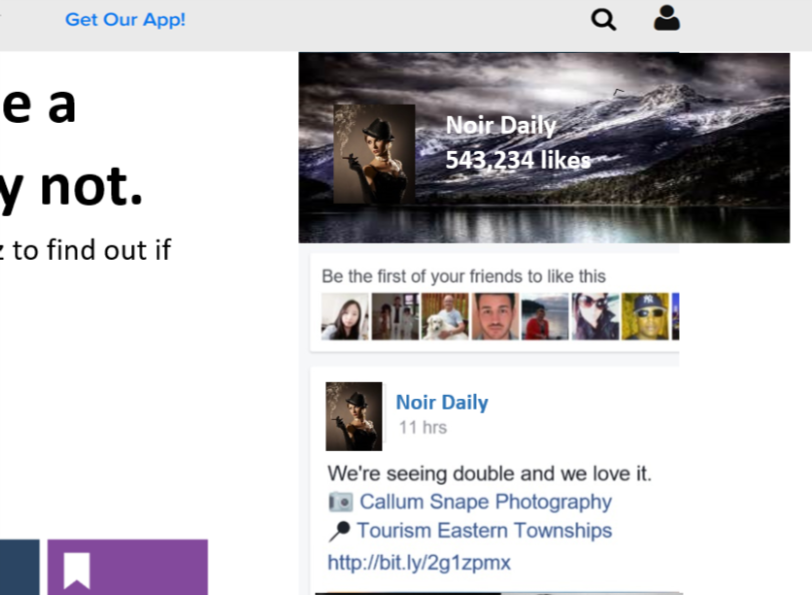 Get Our App!
e a
y not.
z to find out if
Noir Daily
543,234 likes
Be the first of your friends to like this
Noir Daily
11 hrs
We're seeing double and we love it.
Callum Snape Photography
Tourism Eastern Townships
http://bit.ly/2g1zpmx